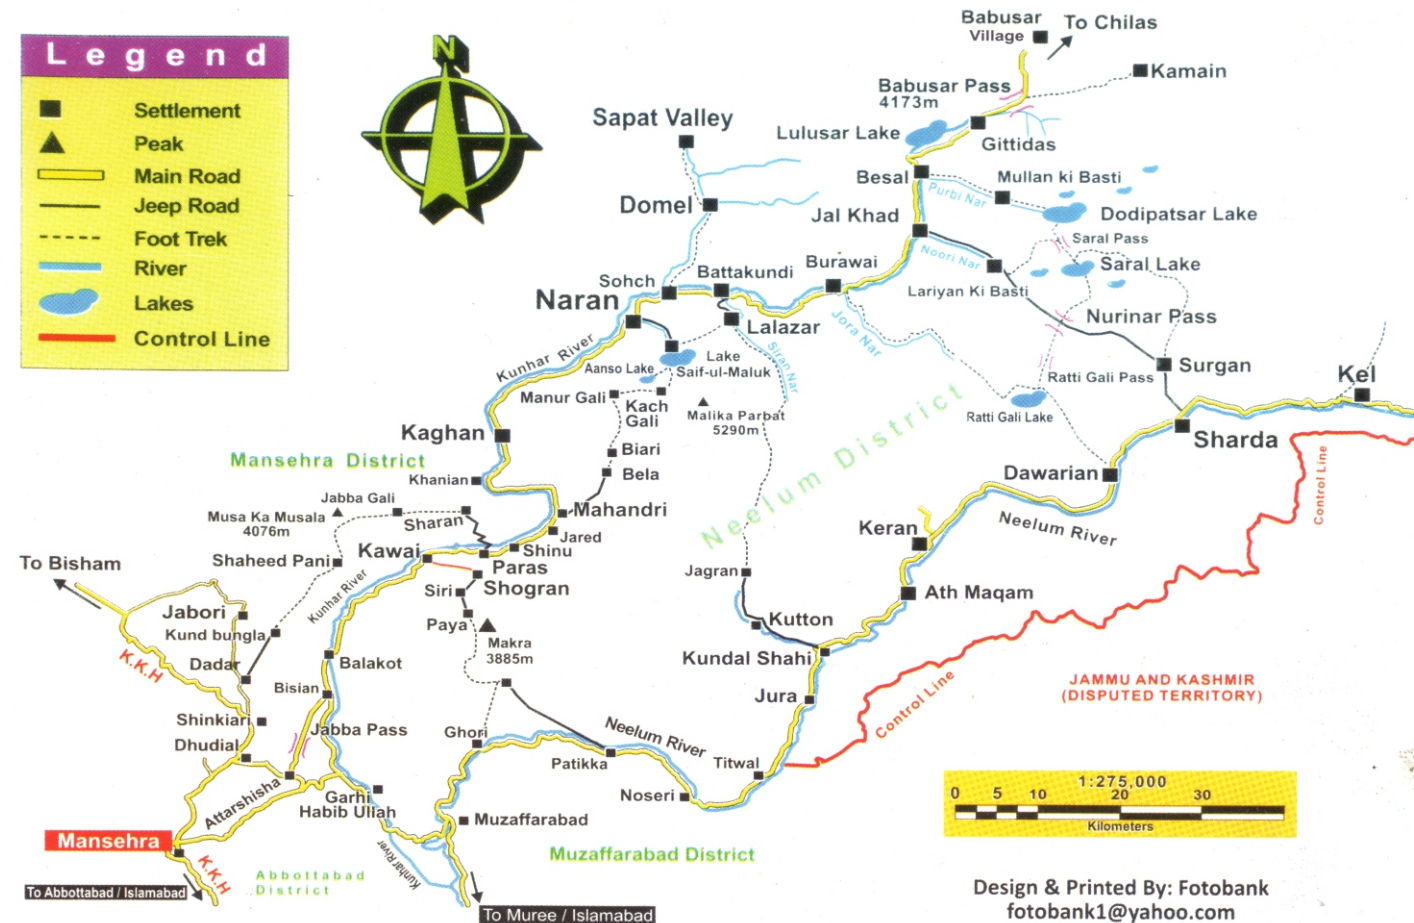 Legend
Settlement
Peak
Main Road
Jeep Road
Foot Trek
River
Lakes
Control Line
N
Babusar
Village
To Chilas
Kamain
Babusar Pass
4173m
Lulusar Lake
Gittidas
Sapat Valley
Besal
Mullan ki Basti
Purbi Nar
Domel
Jal Khad
Dodipatsar Lake
Saral Pass
Noori Nar
Saral Lake
Lariyan Ki Basti
Sohch
Battakundi
Burawai
Naran
Lalazar
Jora Nar
Nurinar Pass
Kunhar River
Lake
Saif-ul-Maluk
Aanso Lake
Siran Nar
Surgan
Ratti Gali Pass
Kel
Manur Gali
Kach
Gali
Malika Parbat
5290m
Ratti Gali Lake
Sharda
Kaghan
Biari
Mansehra District
Neelum District
Khanian
Bela
Dawarian
Control Line
Jabba Gali
Musa Ka Musala
4076m
Sharan
Mahandri
Neelum River
Keran
Jared
Shinu
Kawai
Paras
Shogran
Shaheed Pani
To Bisham
Jagran
Siri
Kunhar River
Ath Maqam
Jabori
Kund bungla
Paya
Makra
3885m
Kutton
K.K.H
Dadar
Balakot
Kundal Shahi
Bisian
Jura
JAMMU AND KASHMIR
(DISPUTED TERRITORY)
Control Line
Shinkiari
Jabba Pass
Dhudial
Ghori
Neelum River
Patikka
Titwal
Noseri
Attarshisha
Garhi
Habib Ullah
Muzaffarabad
1:275,000
0 5 10 20 30
Kilometers
Mansehra
K.K.H
Kunhar River
Abbottabad
District
Muzaffarabad District
To Abbottabad / Islamabad
To Muree / Islamabad
Design & Printed By: Fotobank
fotobank1@yahoo.com